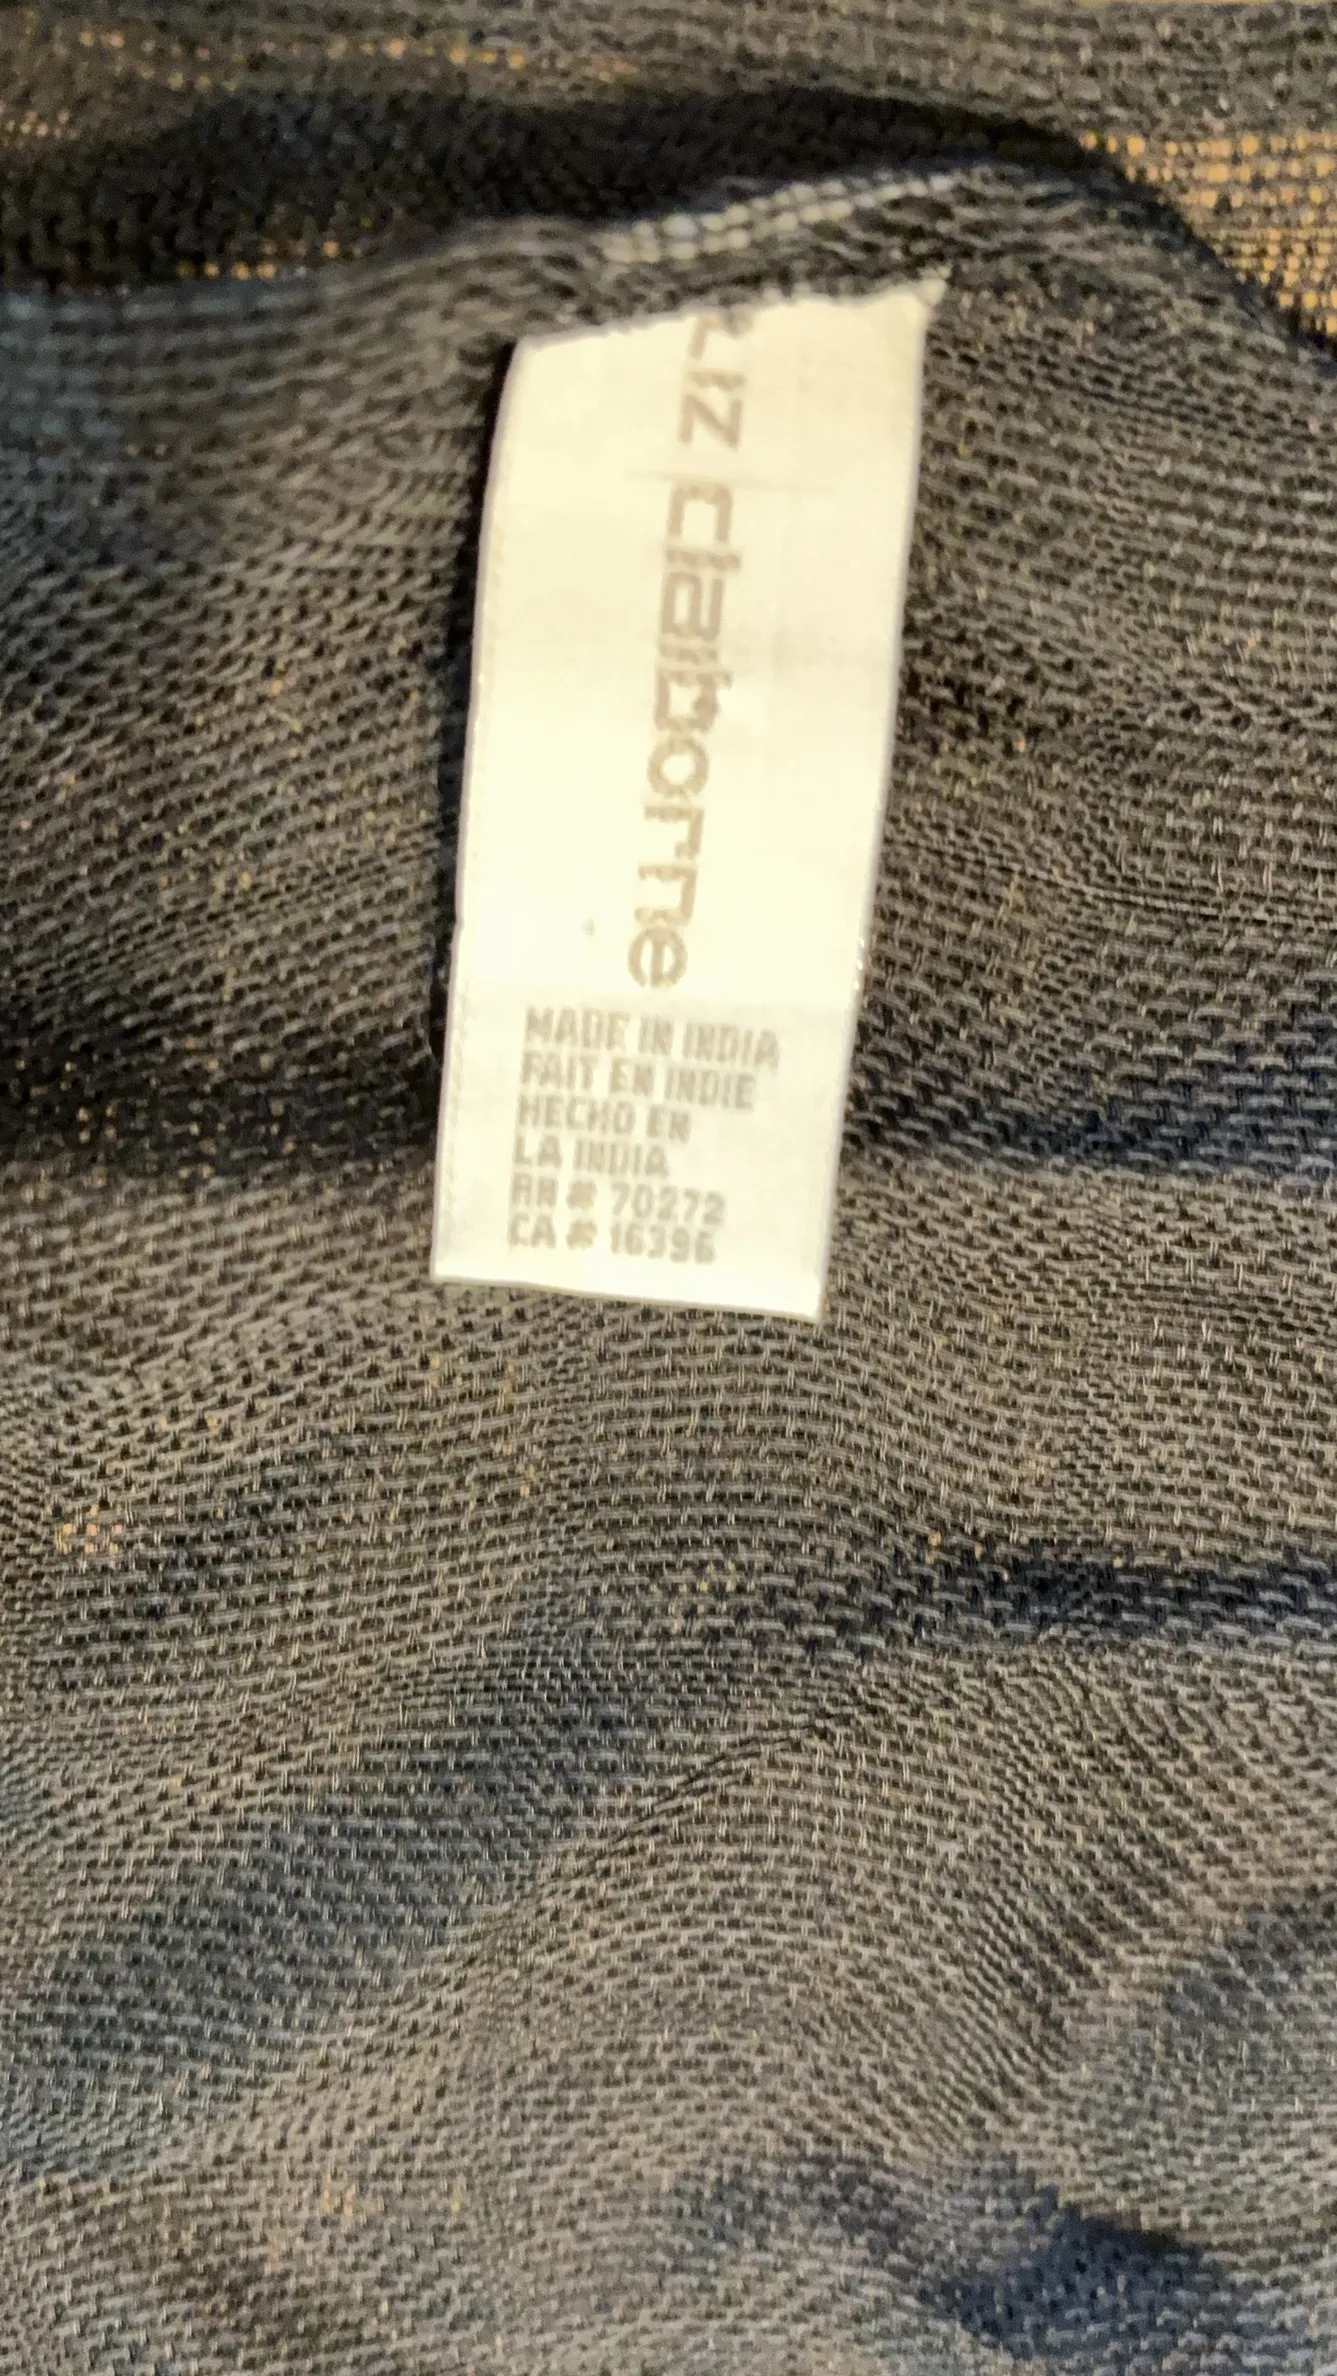 LIZ claiborne
MADE IN INDIA
FAIT EN INDIE
HECHO EN
LA INDIA
RN # 70272
CA # 16396